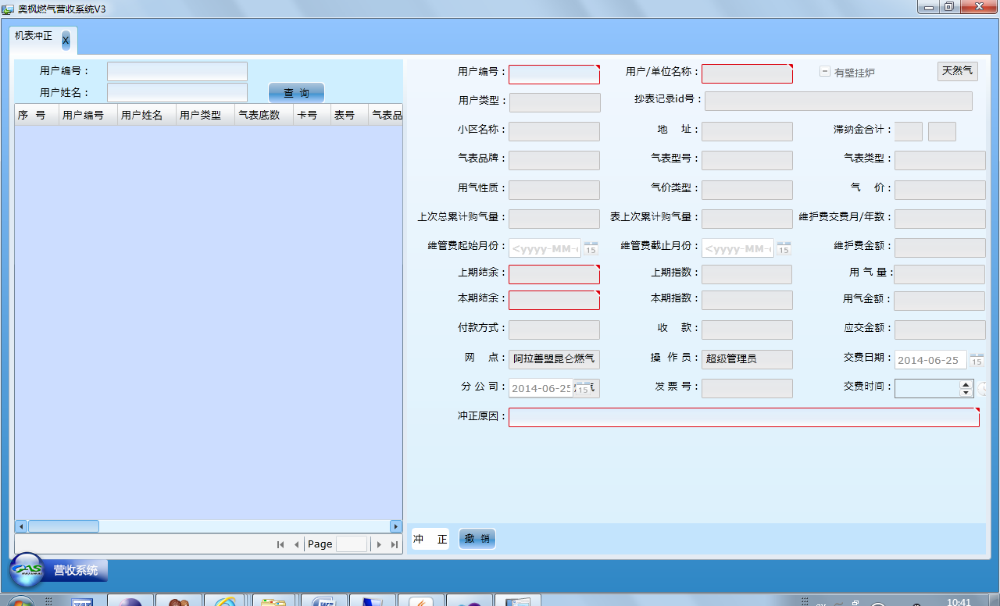 奥枫燃气营收系统V3
机表冲正 X
用户编号：
用户姓名：
查 询
序 号 用户编号 用户姓名 用户类型 气表底数 卡号 表号 气表品
Page
用户编号： 用户/单位名称： 有壁挂炉 天然气
用户类型： 抄表记录id号：
小区名称： 地 址： 滞纳金合计：
气表品牌： 气表型号： 气表类型：
用气性质： 气价类型： 气 价：
上次总累计购气量： 表上次累计购气量： 维护费交费月/年数：
维管费起始月份： <yyyy-MM- 15 维管费截止月份： <yyyy-MM- 15 维护费金额：
上期结余： 上期指数： 用 气 量：
本期结余： 本期指数： 用气金额：
付款方式： 收 款： 应交金额：
网 点： 阿拉善盟昆仑燃气 操 作 员： 超级管理员 交费日期： 2014-06-25 15
分 公 司： 2014-06-25 15 气 发 票 号： 交费时间：
冲正原因：
冲 正 撤 销
GAS 营收系统
10:41